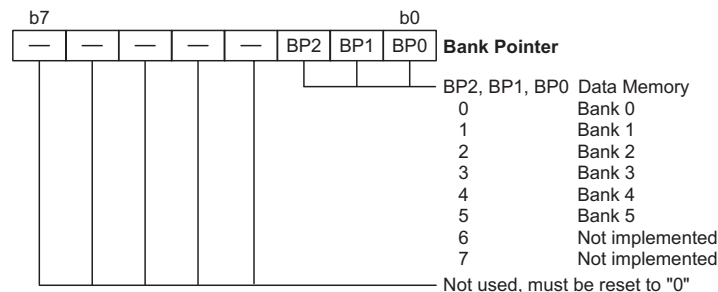 b7 b0
— — — — — BP2 BP1 BP0 Bank Pointer
BP2, BP1, BP0 Data Memory
0 Bank 0
1 Bank 1
2 Bank 2
3 Bank 3
4 Bank 4
5 Bank 5
6 Not implemented
7 Not implemented
Not used, must be reset to "0"